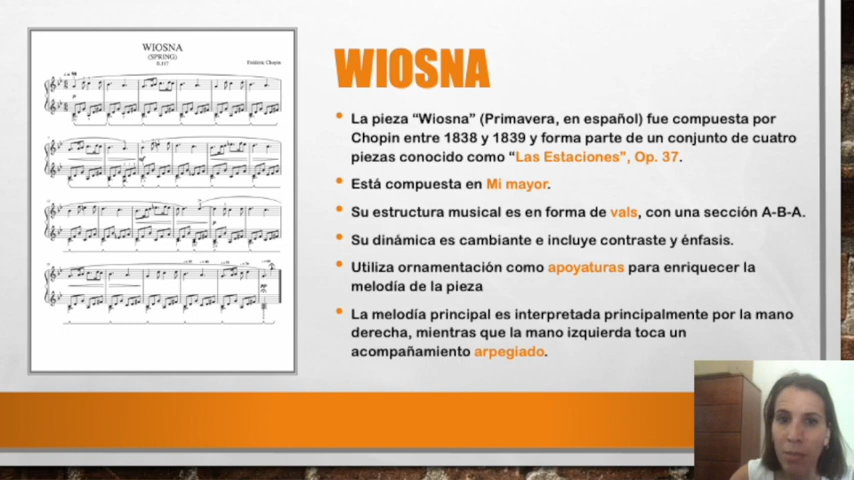 WIOSNA
(SPRING)
B.117
Frédéric Chopin
WIOSNA
La pieza “Wiosna” (Primavera, en español) fue compuesta por
Chopin entre 1838 y 1839 y forma parte de un conjunto de cuatro
piezas conocido como “Las Estaciones”, Op. 37.
Está compuesta en Mi mayor.
Su estructura musical es en forma de vals, con una sección A-B-A.
Su dinámica es cambiante e incluye contraste y énfasis.
Utiliza ornamentación como apoyaturas para enriquecer la
melodía de la pieza
La melodía principal es interpretada principalmente por la mano
derecha, mientras que la mano izquierda toca un
acompañamiento arpegiado.